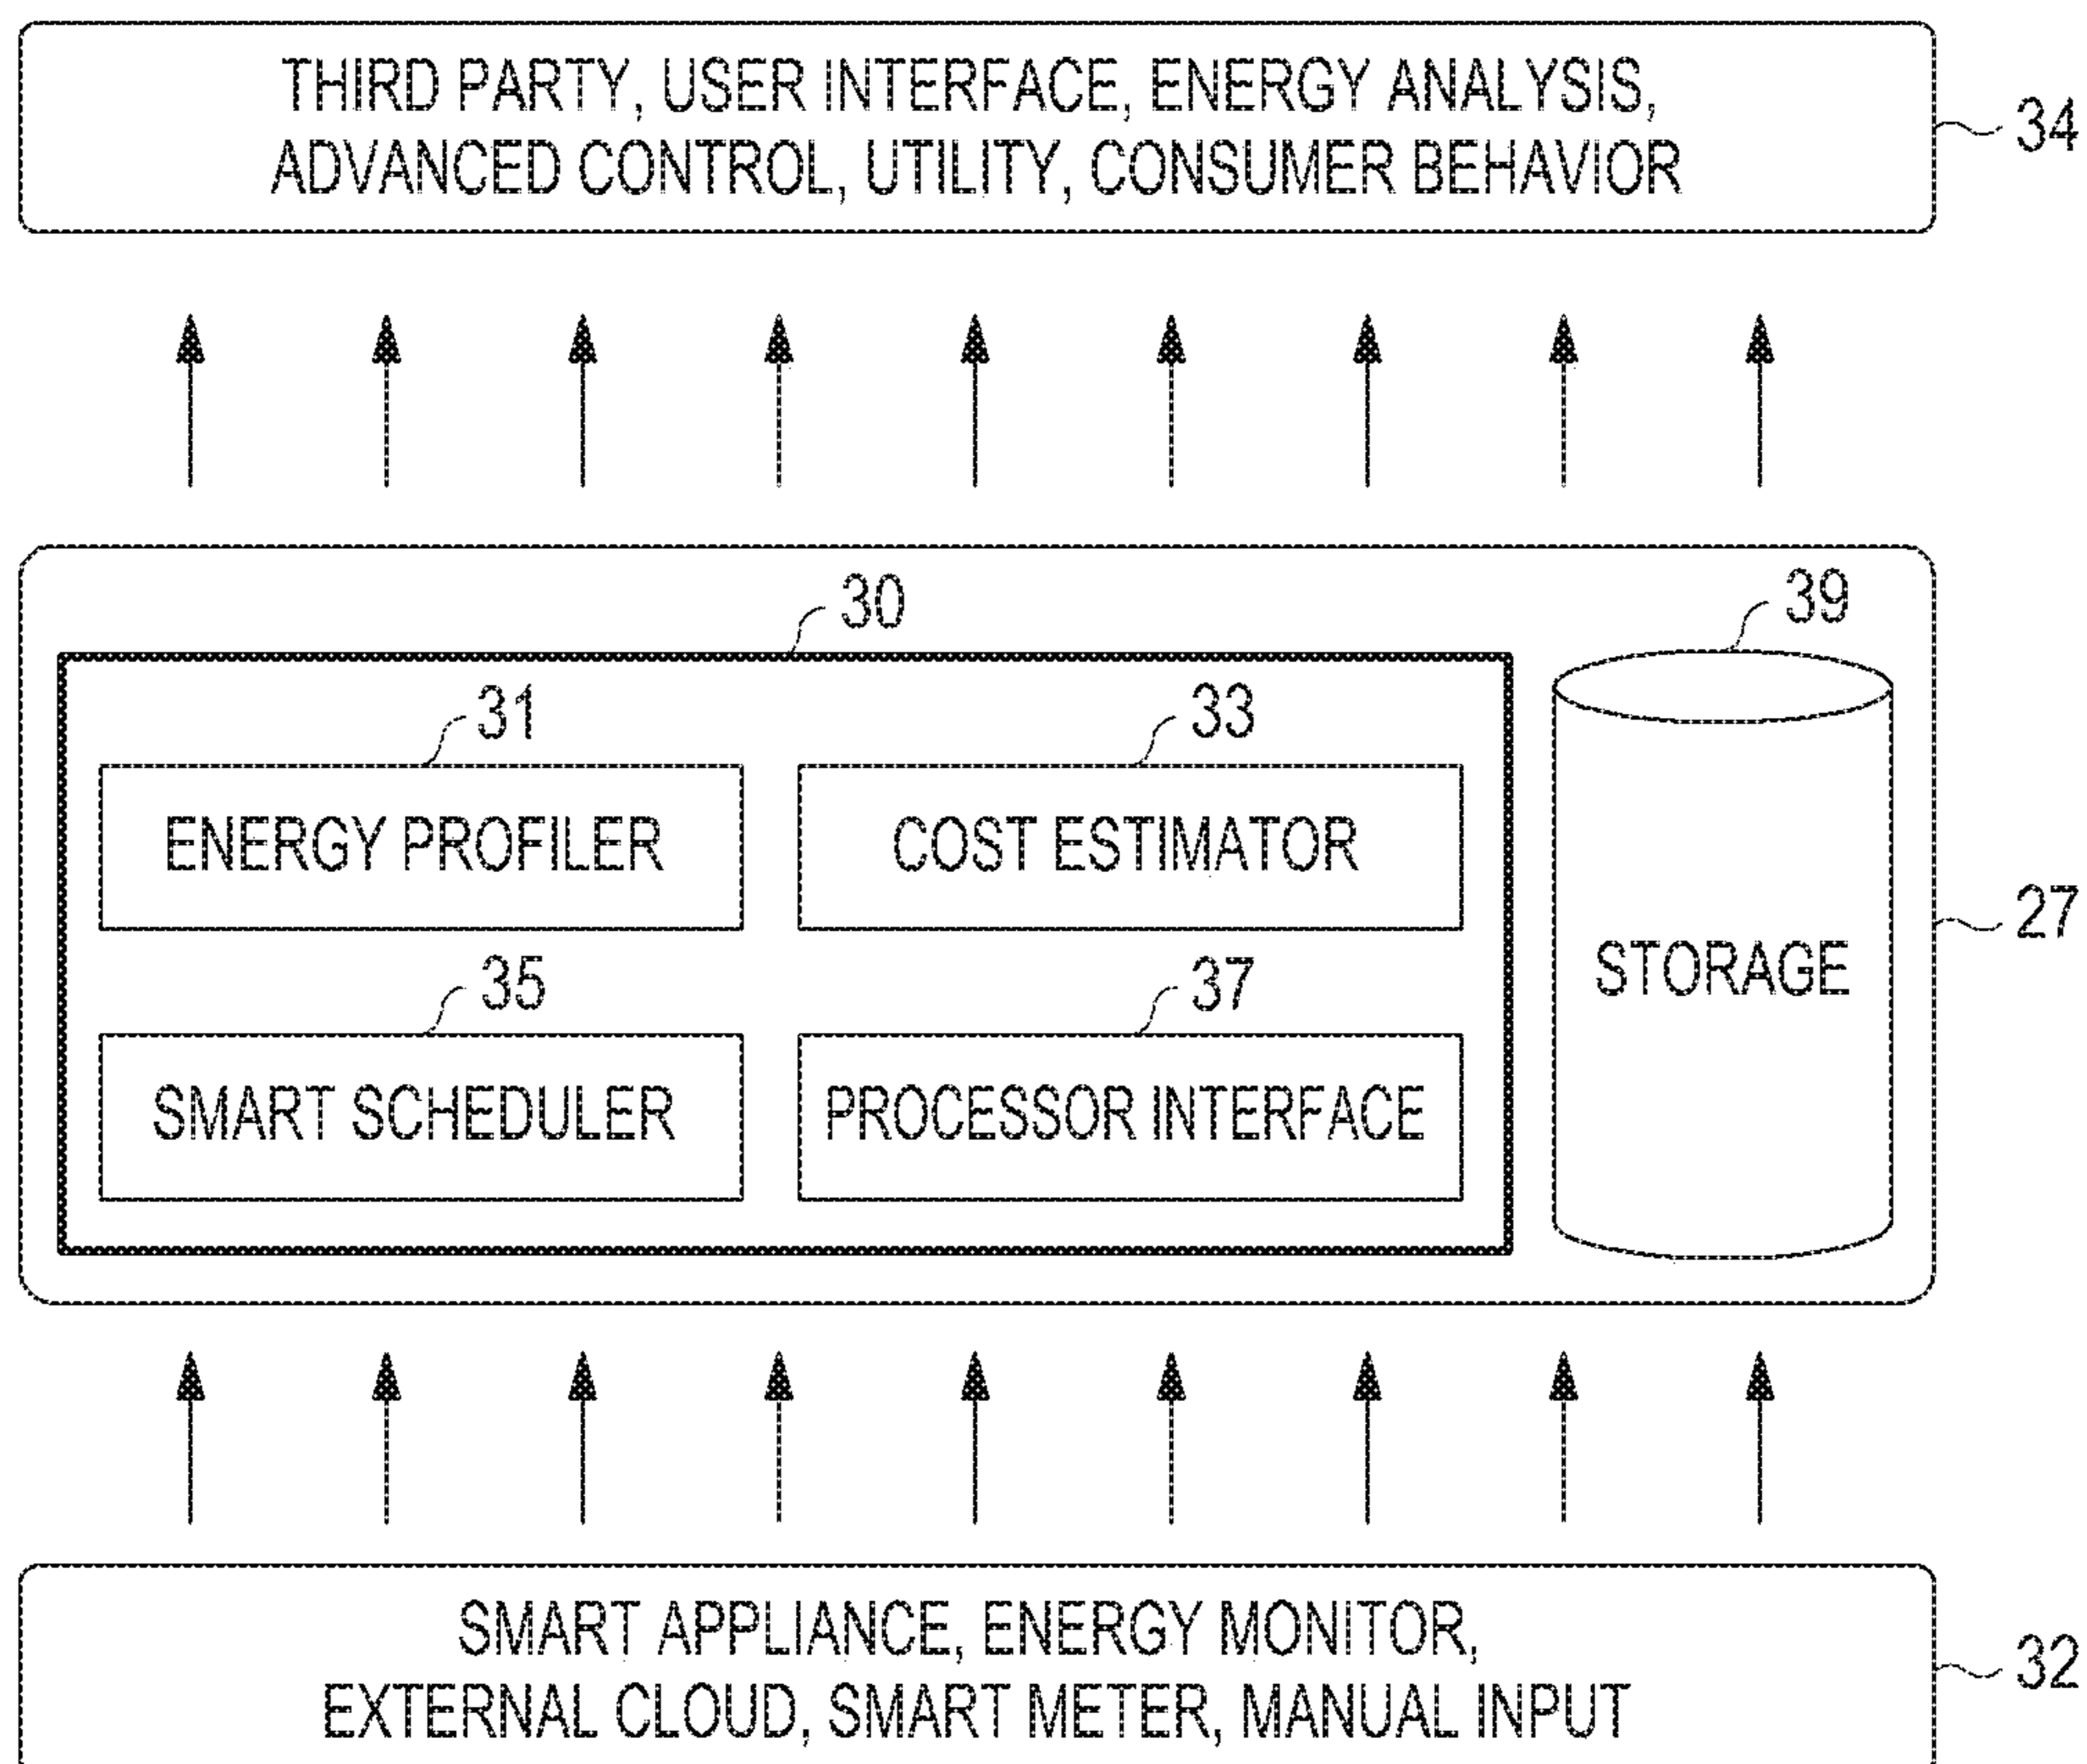 THIRD PARTY, USER INTERFACE, ENERGY ANALYSIS,
ADVANCED CONTROL, UTILITY, CONSUMER BEHAVIOR
34
30
39
31
33
ENERGY PROFILER
COST ESTIMATOR
27
STORAGE
35
37
SMART SCHEDULER
PROCESSOR INTERFACE
SMART APPLIANCE, ENERGY MONITOR,
EXTERNAL CLOUD, SMART METER, MANUAL INPUT
32